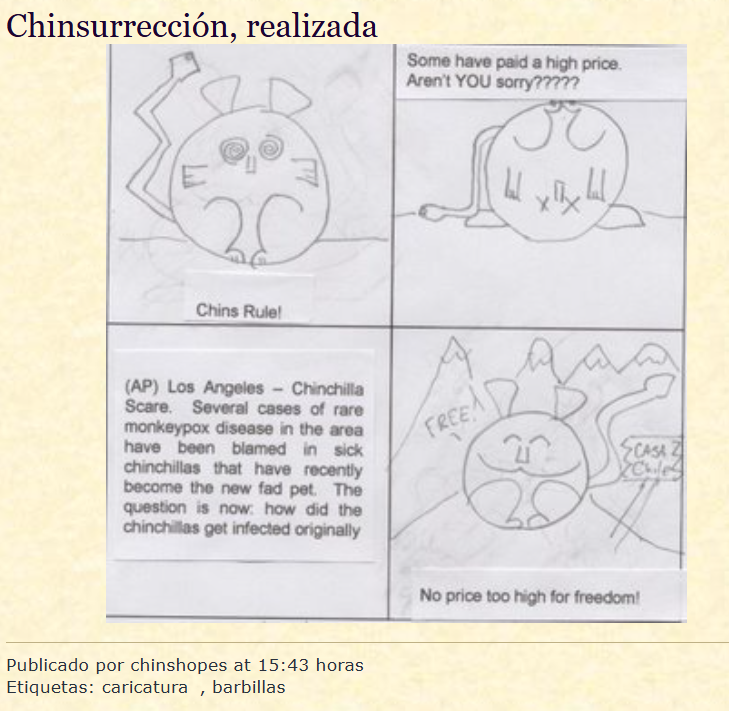 Chinsurrección, realizada
Chins Rule!
Some have paid a high price.
Aren't YOU sorry?????
(AP) Los Angeles – Chinchilla
Scare. Several cases of rare
monkeypox disease in the area
have been blamed in sick
chinchillas that have recently
become the new fad pet. The
question is now: how did the
chinchillas get infected originally
FREE!
CASA
Chile
No price too high for freedom!
Publicado por chinshopes at 15:43 horas
Etiquetas: caricatura , barbillas